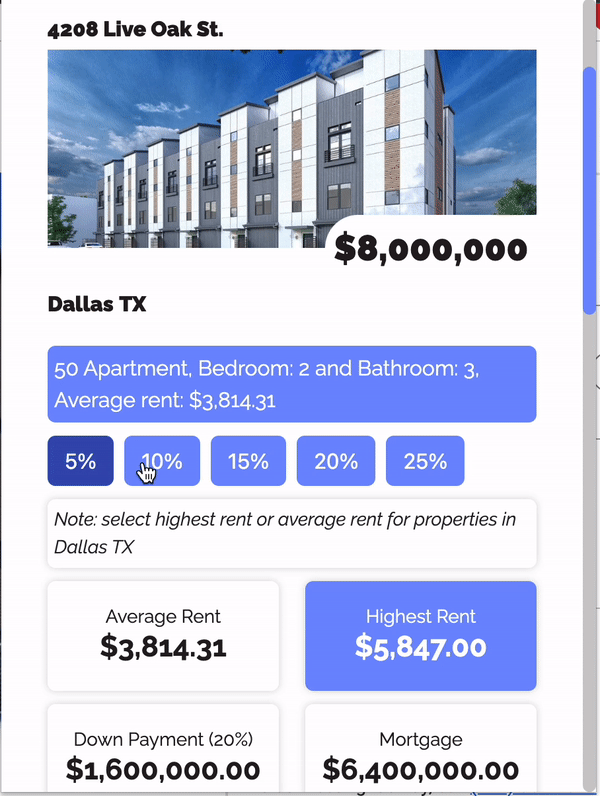 4208 Live Oak St.
$8,000,000
Dallas TX
50 Apartment, Bedroom: 2 and Bathroom: 3,
Average rent: $3,814.31
5% 10% 15% 20% 25%
Note: select highest rent or average rent for properties in
Dallas TX
Average Rent Highest Rent
$3,814.31 $5,847.00
Down Payment (20%) Mortgage
$1,600,000.00 $6,400,000.00